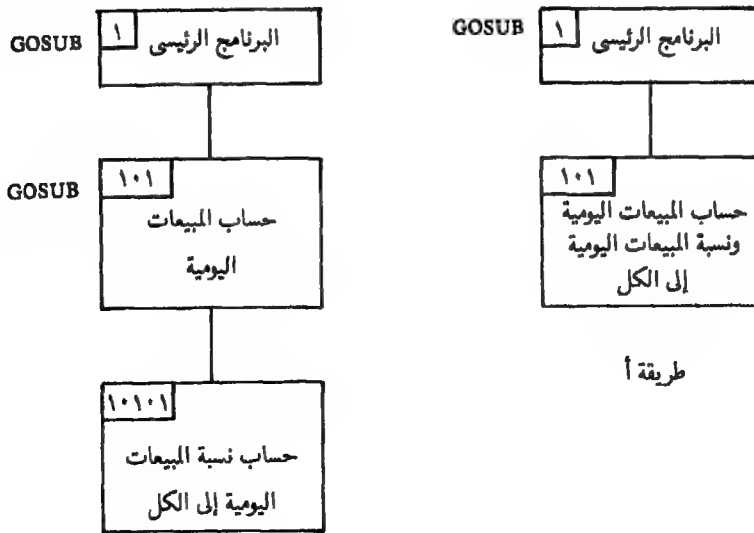 GOSUB ١ البرنامج الرئيسى
١٠١
حساب المبيعات اليومية
ونسبة المبيعات اليومية
إلى الكل
طريقة أ
GOSUB ١ البرنامج الرئيسى
GOSUB ١٠١
حساب المبيعات
اليومية
١٠١٠١
حساب نسبة المبيعات
اليومية إلى الكل